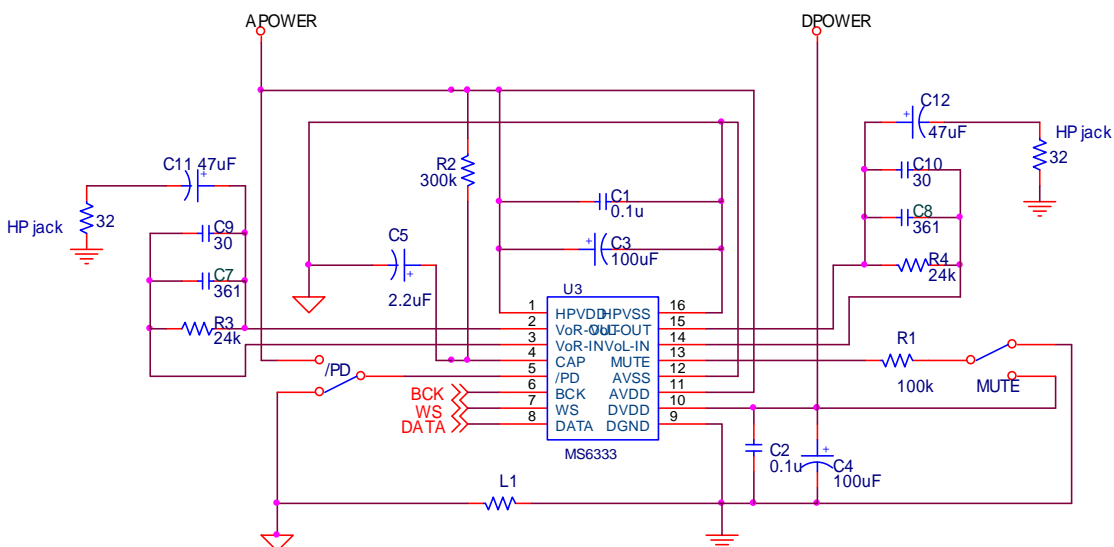 APOWER
DPOWER
C12
47uF
HP jack
32
C11 47uF
R2
300k
C10
30
C1
0.1u
HP jack
32
C9
30
C8
361
C5
C3
100uF
R4
24k
C7
361
2.2uF
U3
R3
24k
1 HPVDD HPVSS 16
2 VoR-OUT VoL-OUT 15
3 VoR-IN VoL-IN 14
4 CAP MUTE 13
5 /PD AVSS 12
6 BCK AVDD 11
7 WS DVDD 10
8 DATA DGND 9
MS6333
R1
100k
MUTE
/PD
BCK
WS
DATA
C2
0.1u
C4
100uF
L1